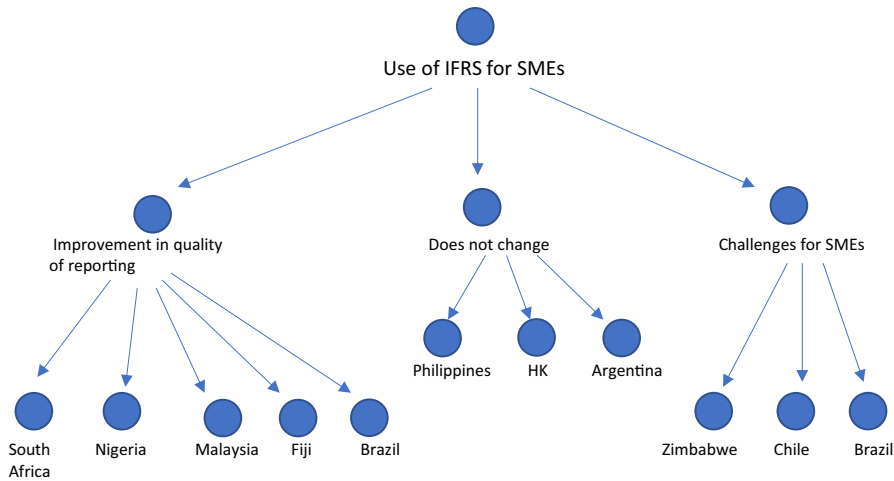 Use of IFRS for SMEs
Improvement in quality
of reporting
Does not change
Challenges for SMEs
Philippines
HK
Argentina
South
Africa
Nigeria
Malaysia
Fiji
Brazil
Zimbabwe
Chile
Brazil